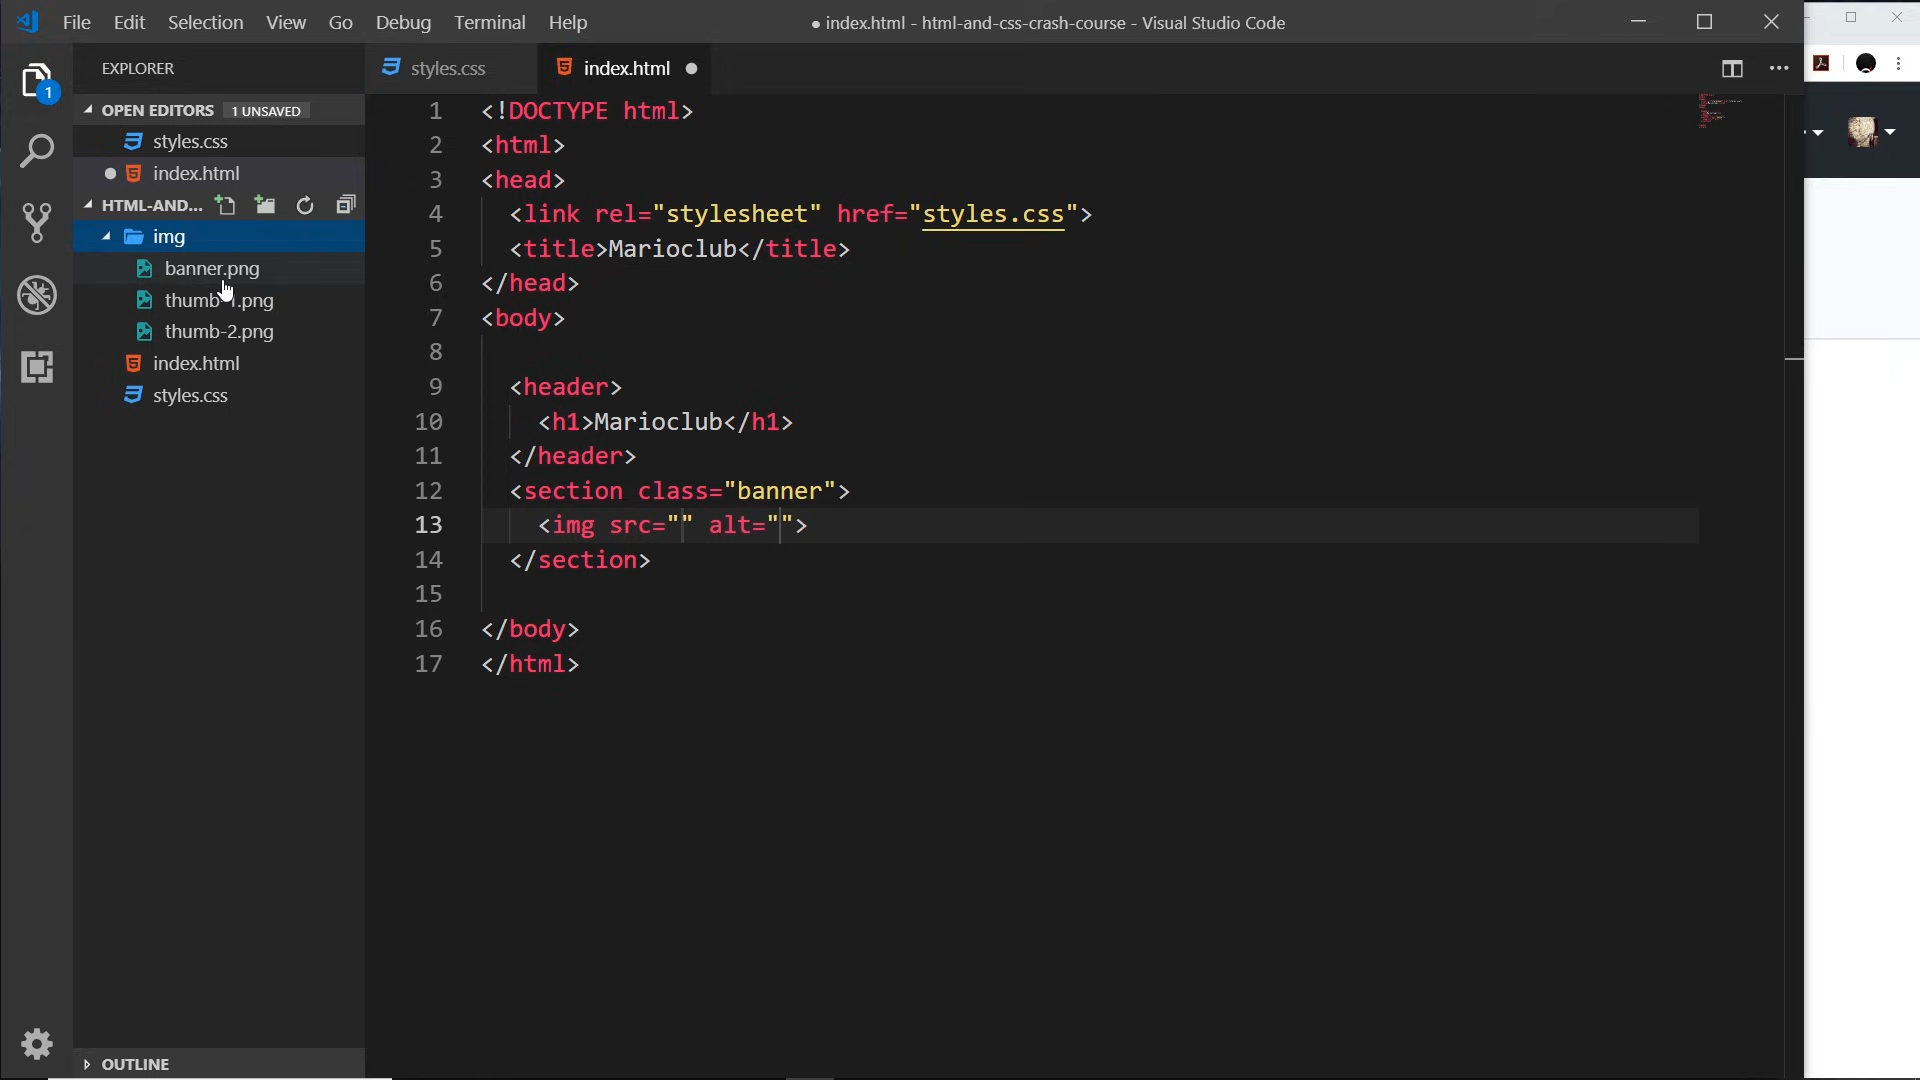 File Edit Selection View Go Debug Terminal Help
● index.html - html-and-css-crash-course - Visual Studio Code
EXPLORER
1
OPEN EDITORS 1 UNSAVED
styles.css
index.html
HTML-AND...
img
banner.png
thumb-1.png
thumb-2.png
index.html
styles.css
OUTLINE
styles.css index.html
1 <!DOCTYPE html>
2 <html>
3 <head>
4 <link rel="stylesheet" href="styles.css">
5 <title>Marioclub</title>
6 </head>
7 <body>
8
9 <header>
10 <h1>Marioclub</h1>
11 </header>
12 <section class="banner">
13 <img src="" alt="">
14 </section>
15
16 </body>
17 </html>